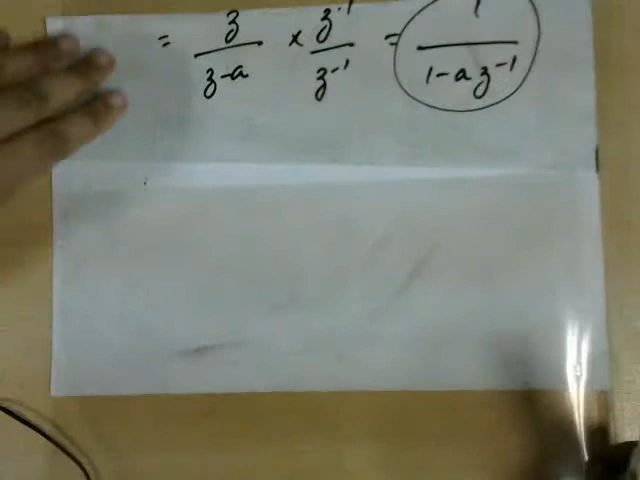 = z/(z-a) × z⁻¹/z⁻¹ = 1/(1-az⁻¹)